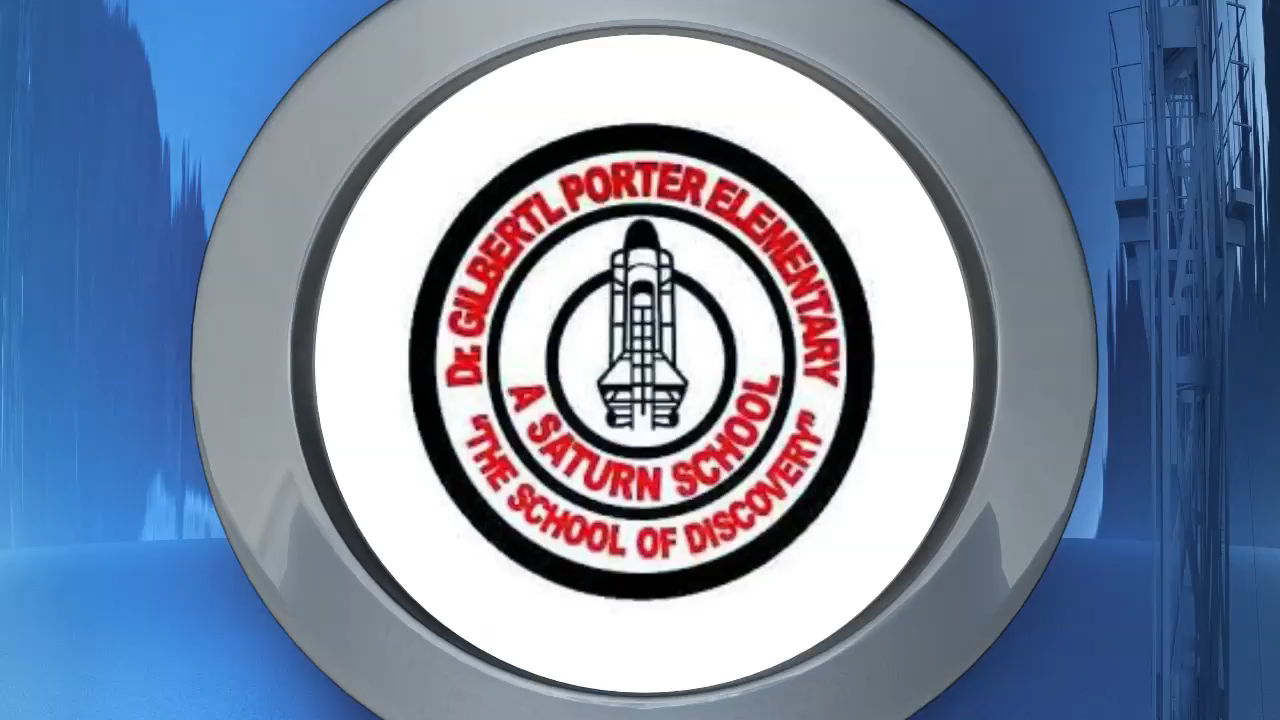 Dr. GILBERT L PORTER ELEMENTARY
A SATURN SCHOOL
"THE SCHOOL OF DISCOVERY"